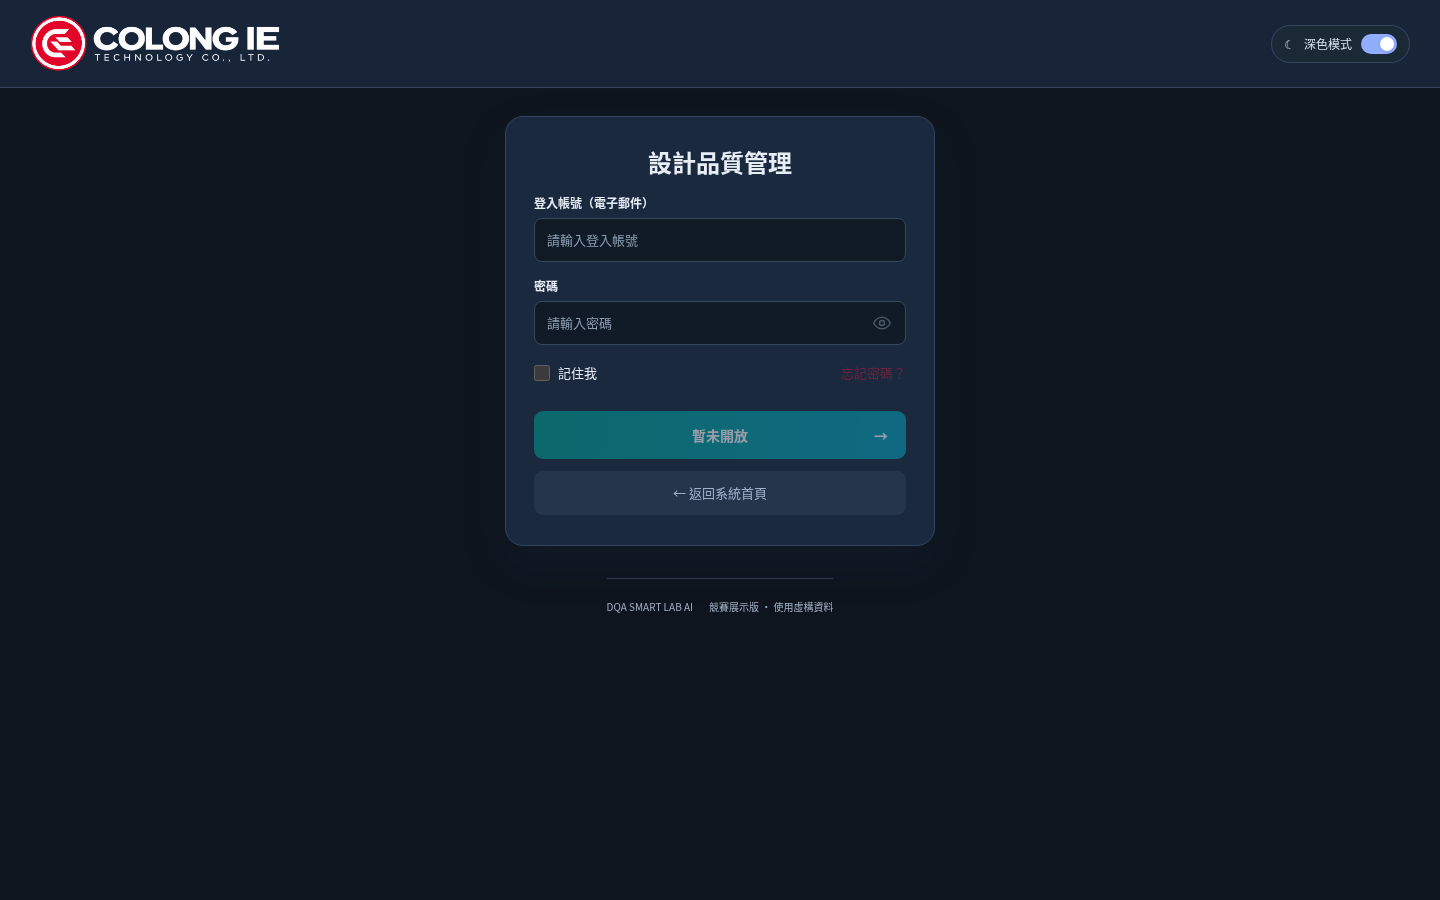 COLONG IE
TECHNOLOGY CO., LTD.
☾ 深色模式
設計品質管理
登入帳號（電子郵件）
請輸入登入帳號
密碼
請輸入密碼
記住我
忘記密碼？
暫未開放 →
← 返回系統首頁
DQA SMART LAB AI 競賽展示版 · 使用虛構資料